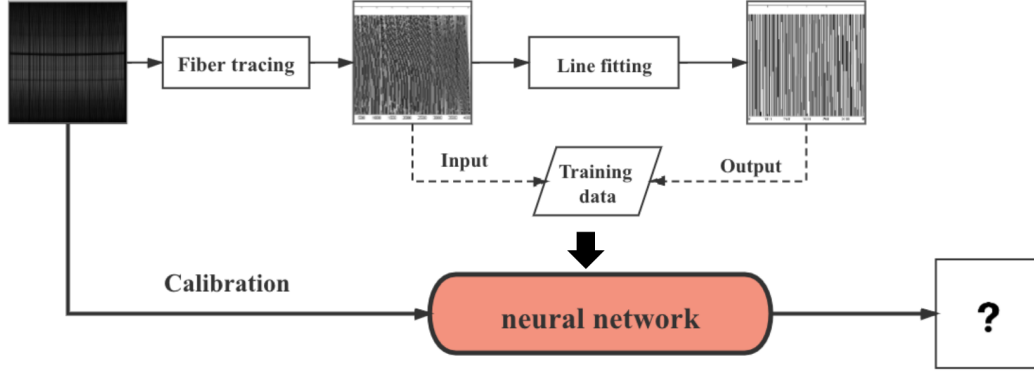 Fiber tracing
Line fitting
Input
Training
data
Output
Calibration
neural network
?